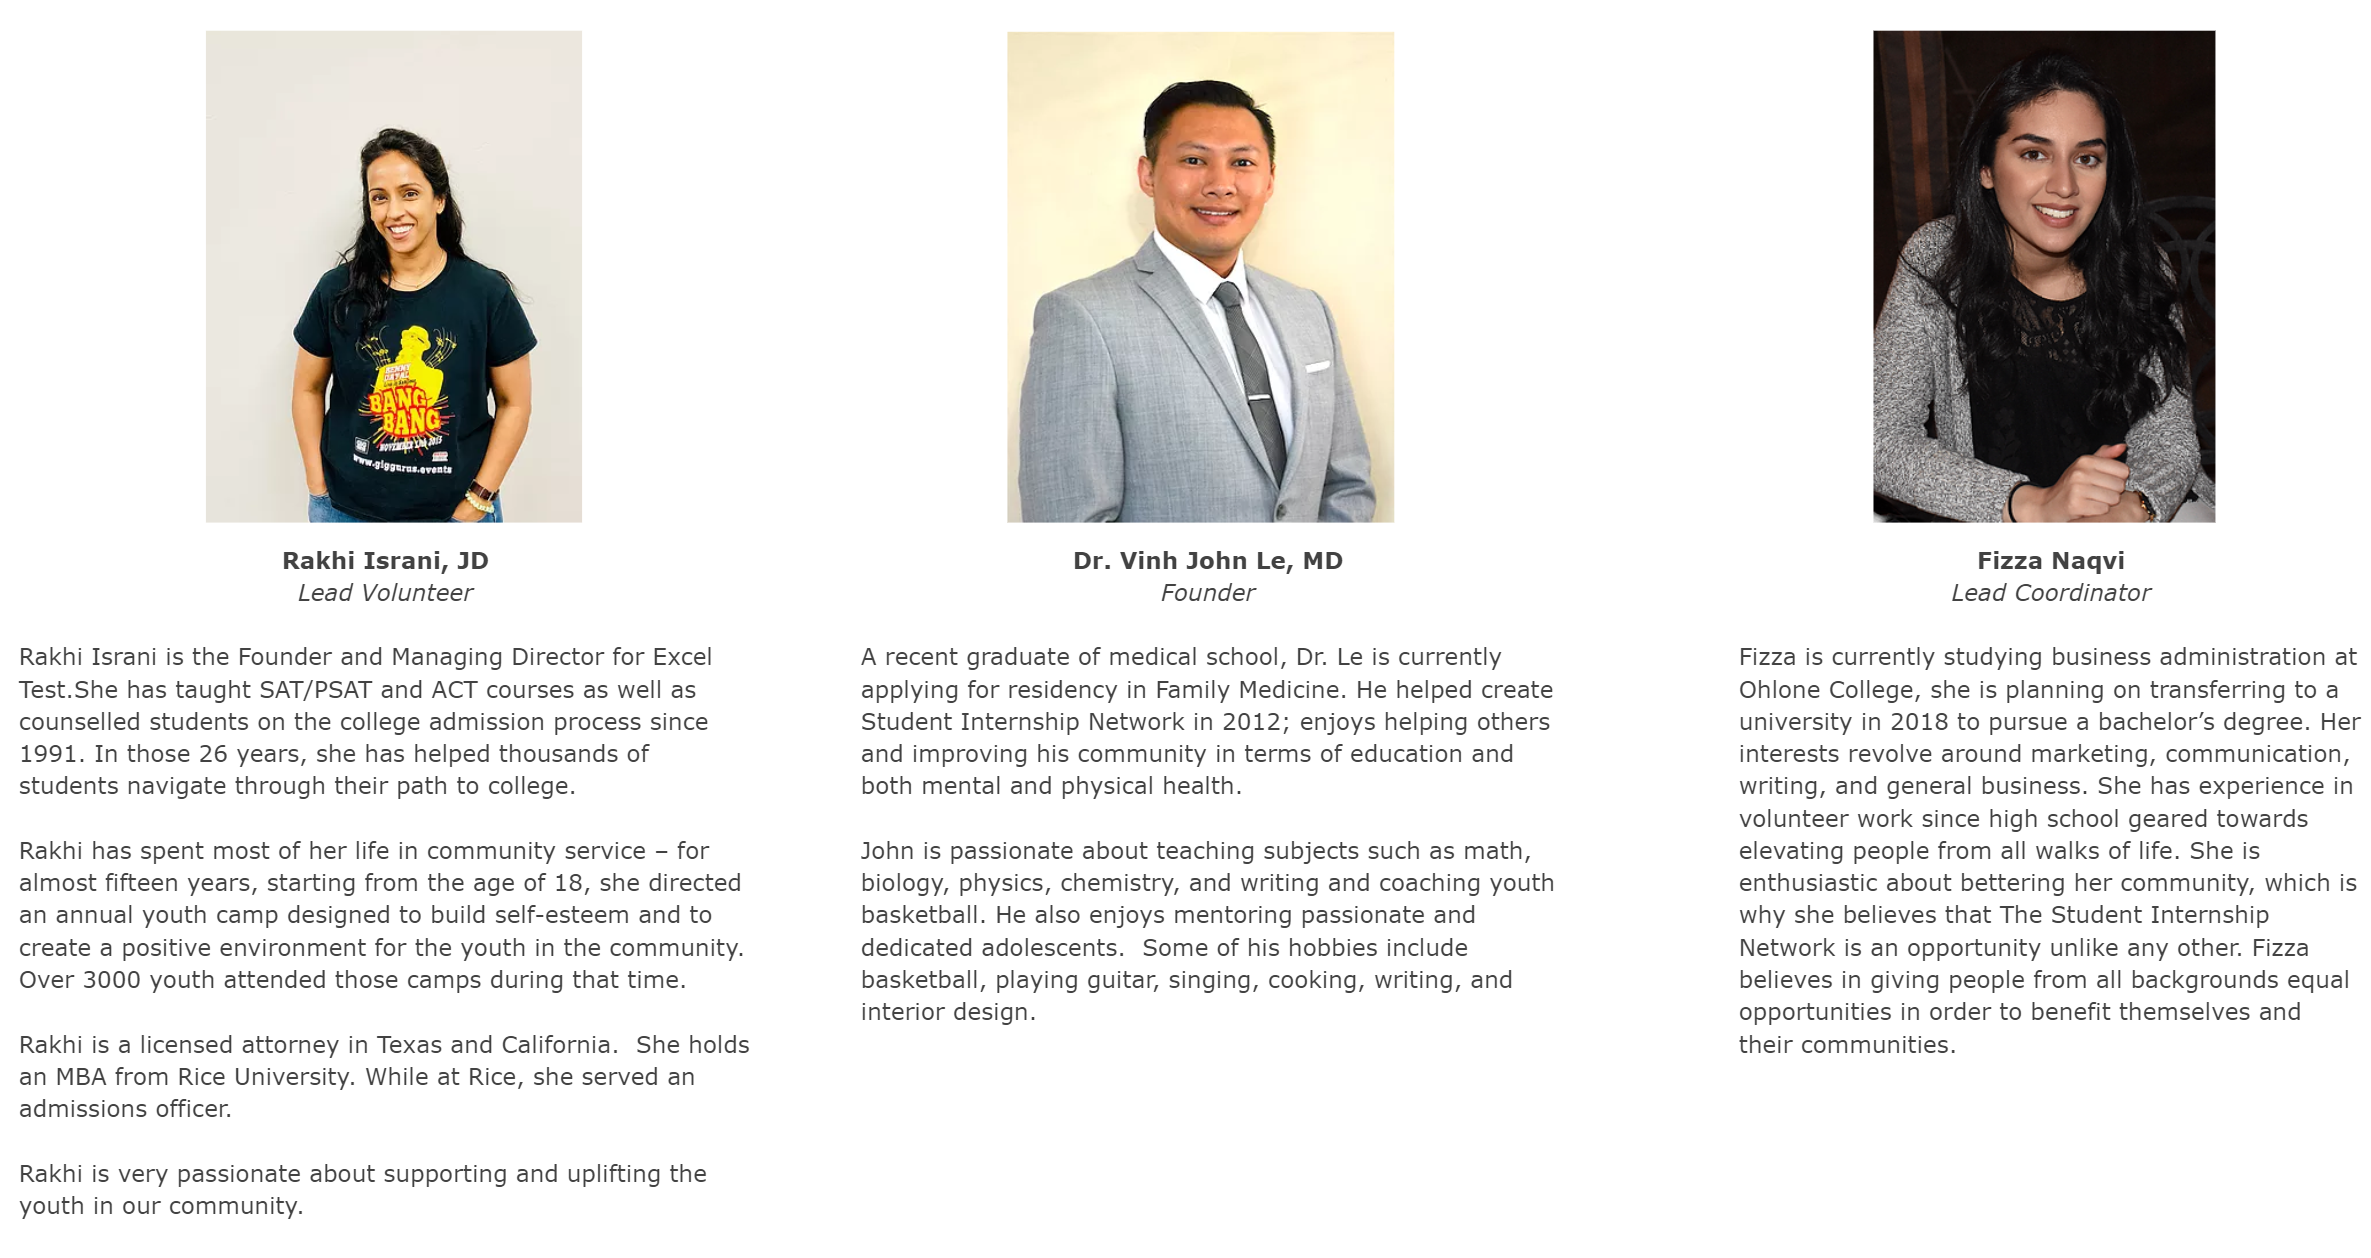 BENNY
DAYAL
BANG
BANG
NOVEMBER
2015
www.giggurus.events
Rakhi Israni, JD
Lead Volunteer
Rakhi Israni is the Founder and Managing Director for Excel
Test.She has taught SAT/PSAT and ACT courses as well as
counselled students on the college admission process since
1991. In those 26 years, she has helped thousands of
students navigate through their path to college.
Rakhi has spent most of her life in community service – for
almost fifteen years, starting from the age of 18, she directed
an annual youth camp designed to build self-esteem and to
create a positive environment for the youth in the community.
Over 3000 youth attended those camps during that time.
Rakhi is a licensed attorney in Texas and California.  She holds
an MBA from Rice University. While at Rice, she served an
admissions officer.
Rakhi is very passionate about supporting and uplifting the
youth in our community.
Dr. Vinh John Le, MD
Founder
A recent graduate of medical school, Dr. Le is currently
applying for residency in Family Medicine. He helped create
Student Internship Network in 2012; enjoys helping others
and improving his community in terms of education and
both mental and physical health.
John is passionate about teaching subjects such as math,
biology, physics, chemistry, and writing and coaching youth
basketball. He also enjoys mentoring passionate and
dedicated adolescents.  Some of his hobbies include
basketball, playing guitar, singing, cooking, writing, and
interior design.
Fizza Naqvi
Lead Coordinator
Fizza is currently studying business administration at
Ohlone College, she is planning on transferring to a
university in 2018 to pursue a bachelor’s degree. Her
interests revolve around marketing, communication,
writing, and general business. She has experience in
volunteer work since high school geared towards
elevating people from all walks of life. She is
enthusiastic about bettering her community, which is
why she believes that The Student Internship
Network is an opportunity unlike any other. Fizza
believes in giving people from all backgrounds equal
opportunities in order to benefit themselves and
their communities.